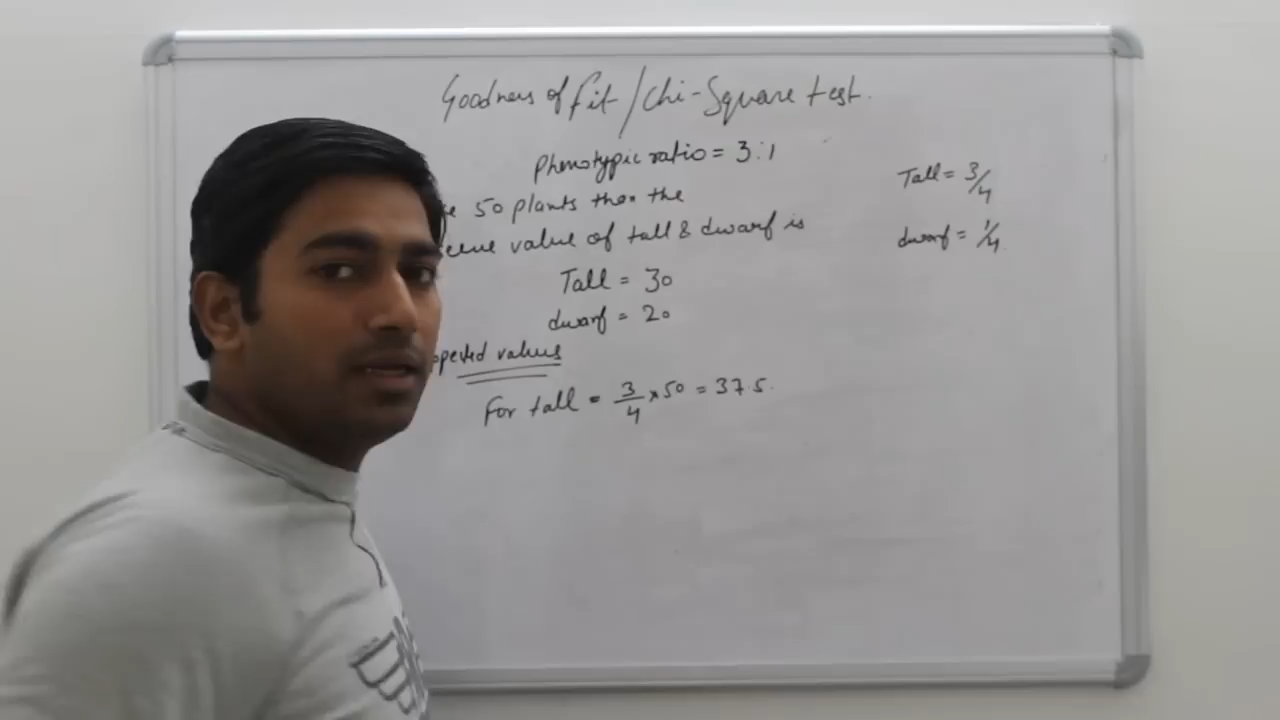 Goodness of fit / Chi-Square test.
Phenotypic ratio = 3:1
50 plants then the
value of tall & dwarf is
Tall = 30
dwarf = 20
values
For tall = 3/4 × 50 = 37.5.
Tall = 3/4
dwarf = 1/4.